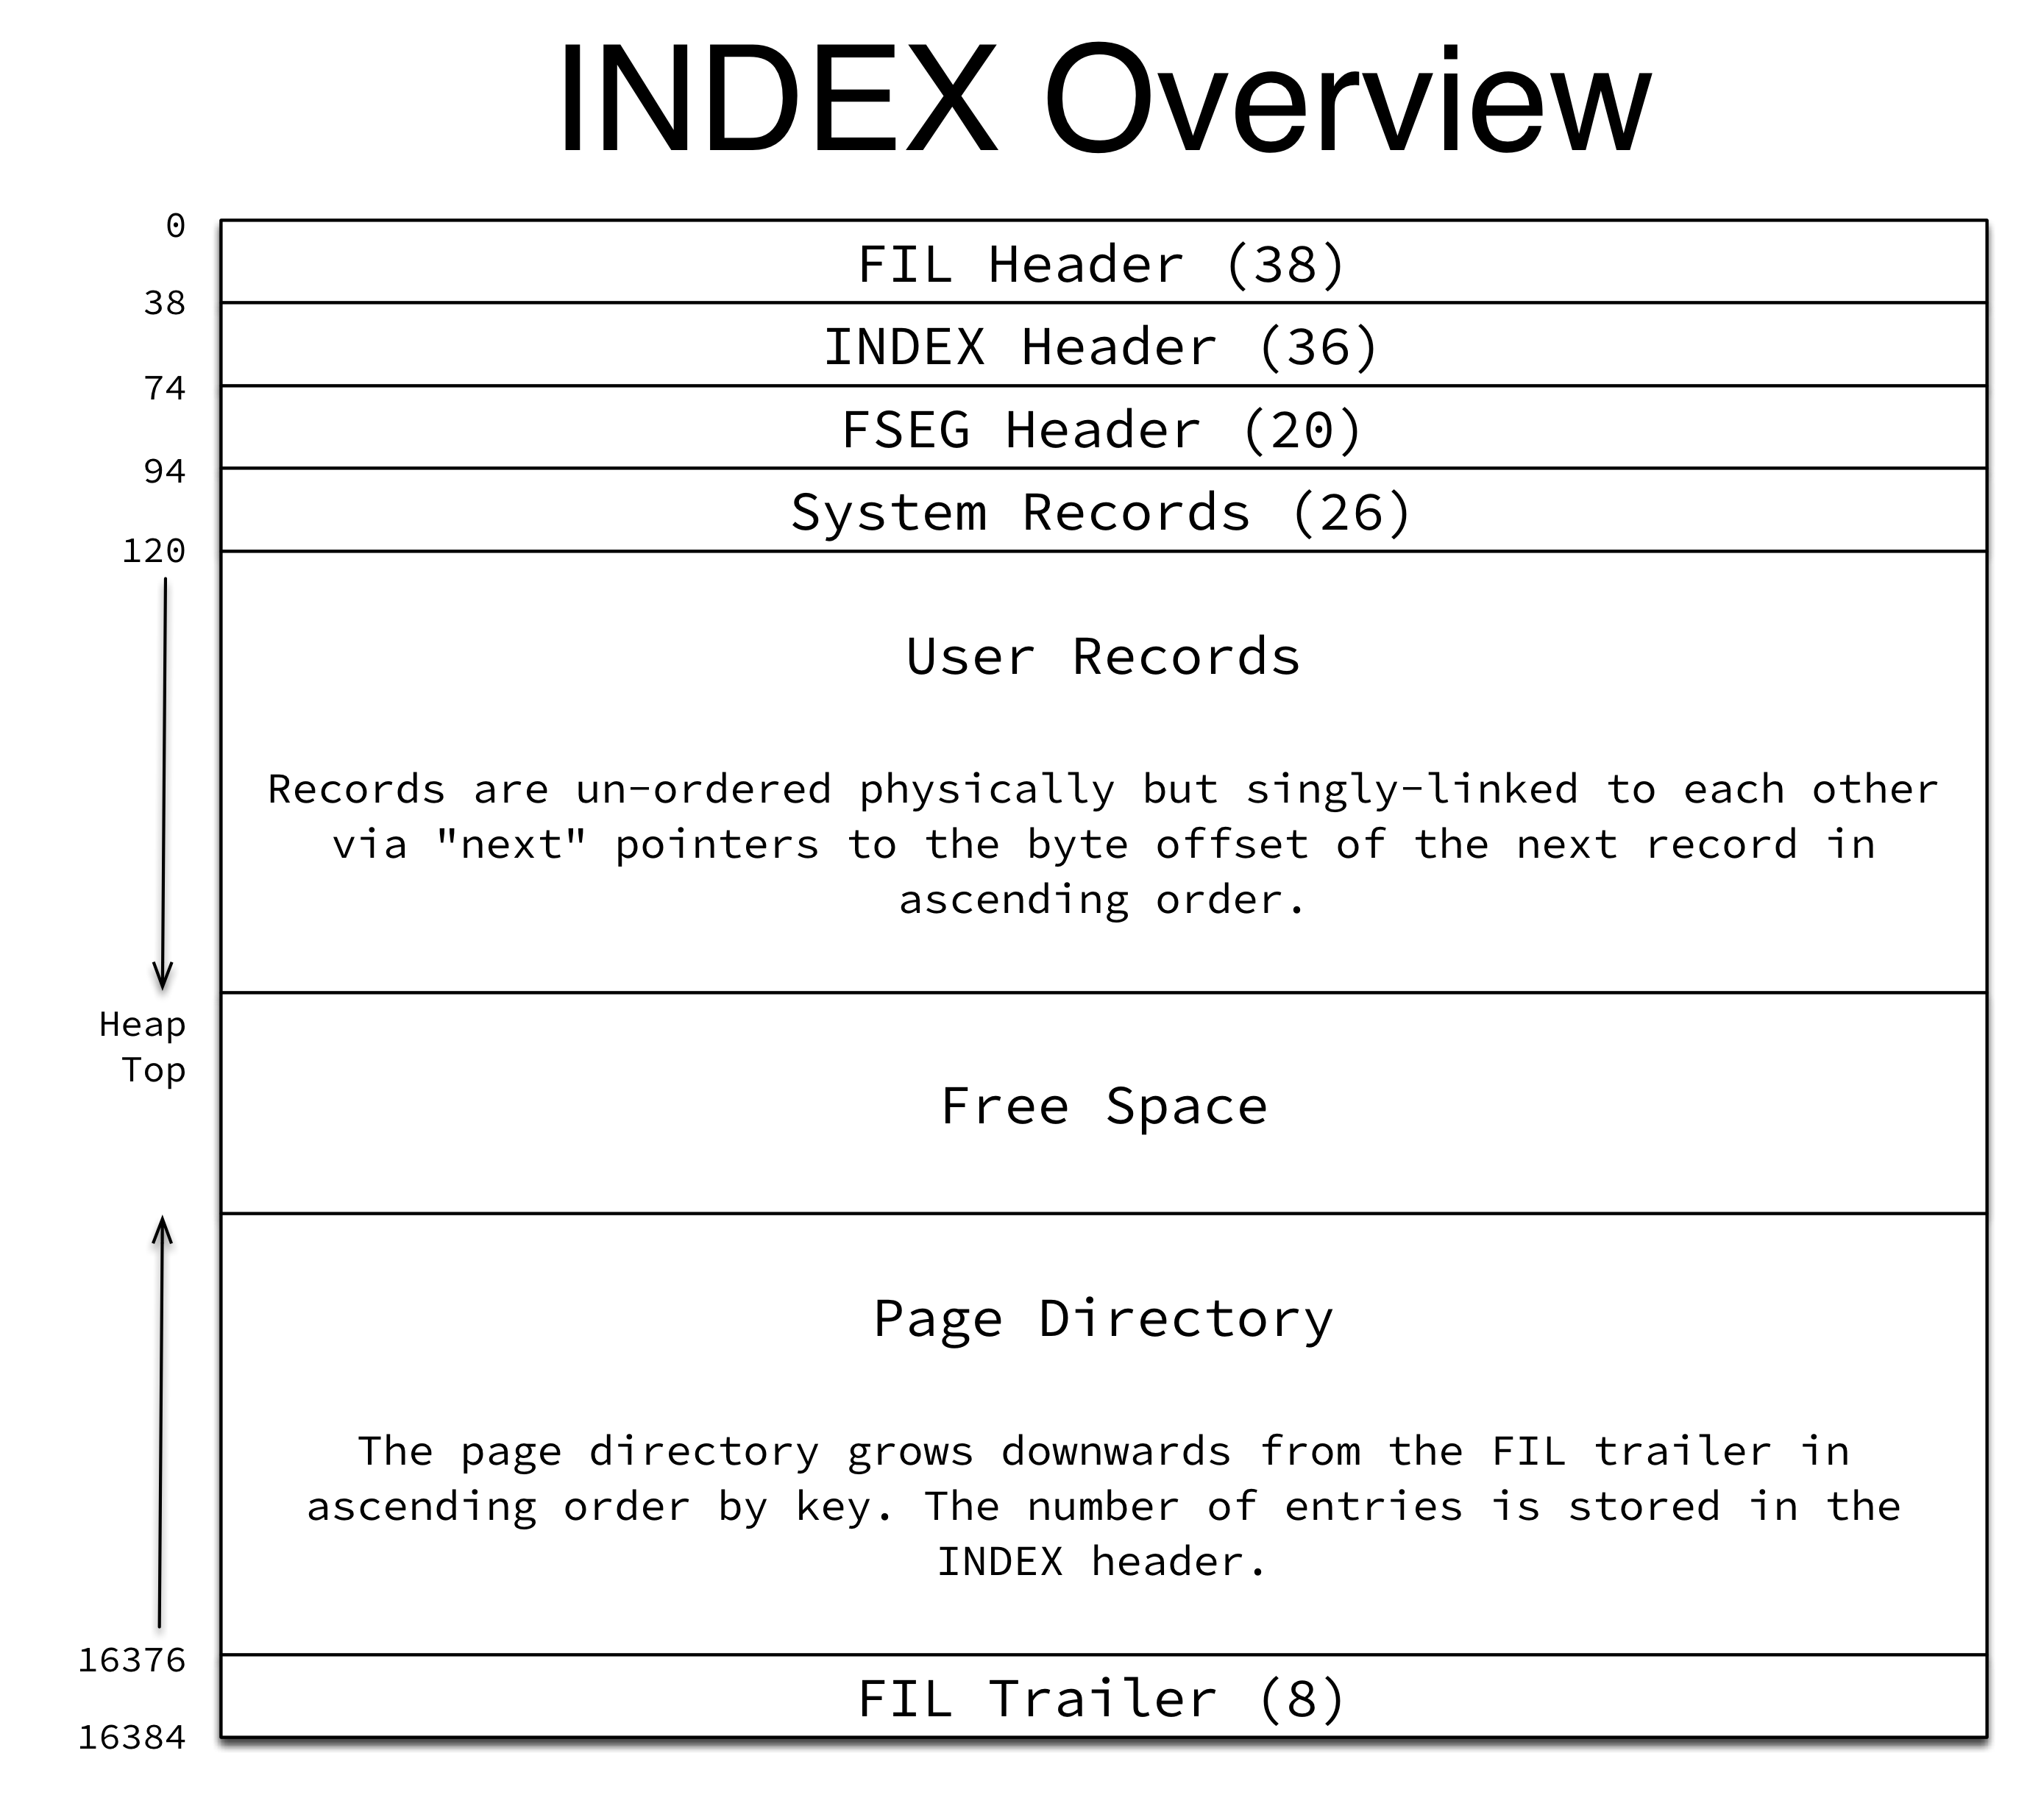 INDEX Overview
0
FIL Header (38)
38
INDEX Header (36)
74
FSEG Header (20)
94
System Records (26)
120
User Records
Records are un-ordered physically but singly-linked to each other
via "next" pointers to the byte offset of the next record in
ascending order.
Heap
Top
Free Space
Page Directory
The page directory grows downwards from the FIL trailer in
ascending order by key. The number of entries is stored in the
INDEX header.
16376
FIL Trailer (8)
16384